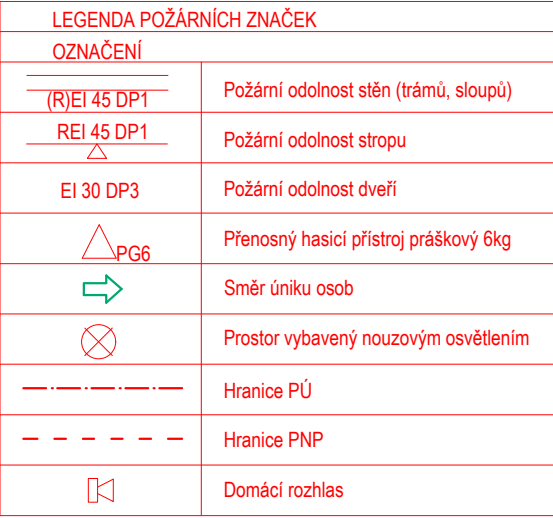 LEGENDA POŽÁRNÍCH ZNAČEK
OZNAČENÍ
(R)EI 45 DP1 Požární odolnost stěn (trámů, sloupů)
REI 45 DP1 Požární odolnost stropu
EI 30 DP3 Požární odolnost dveří
PG6 Přenosný hasicí přístroj práškový 6kg
Směr úniku osob
Prostor vybavený nouzovým osvětlením
Hranice PÚ
Hranice PNP
Domácí rozhlas